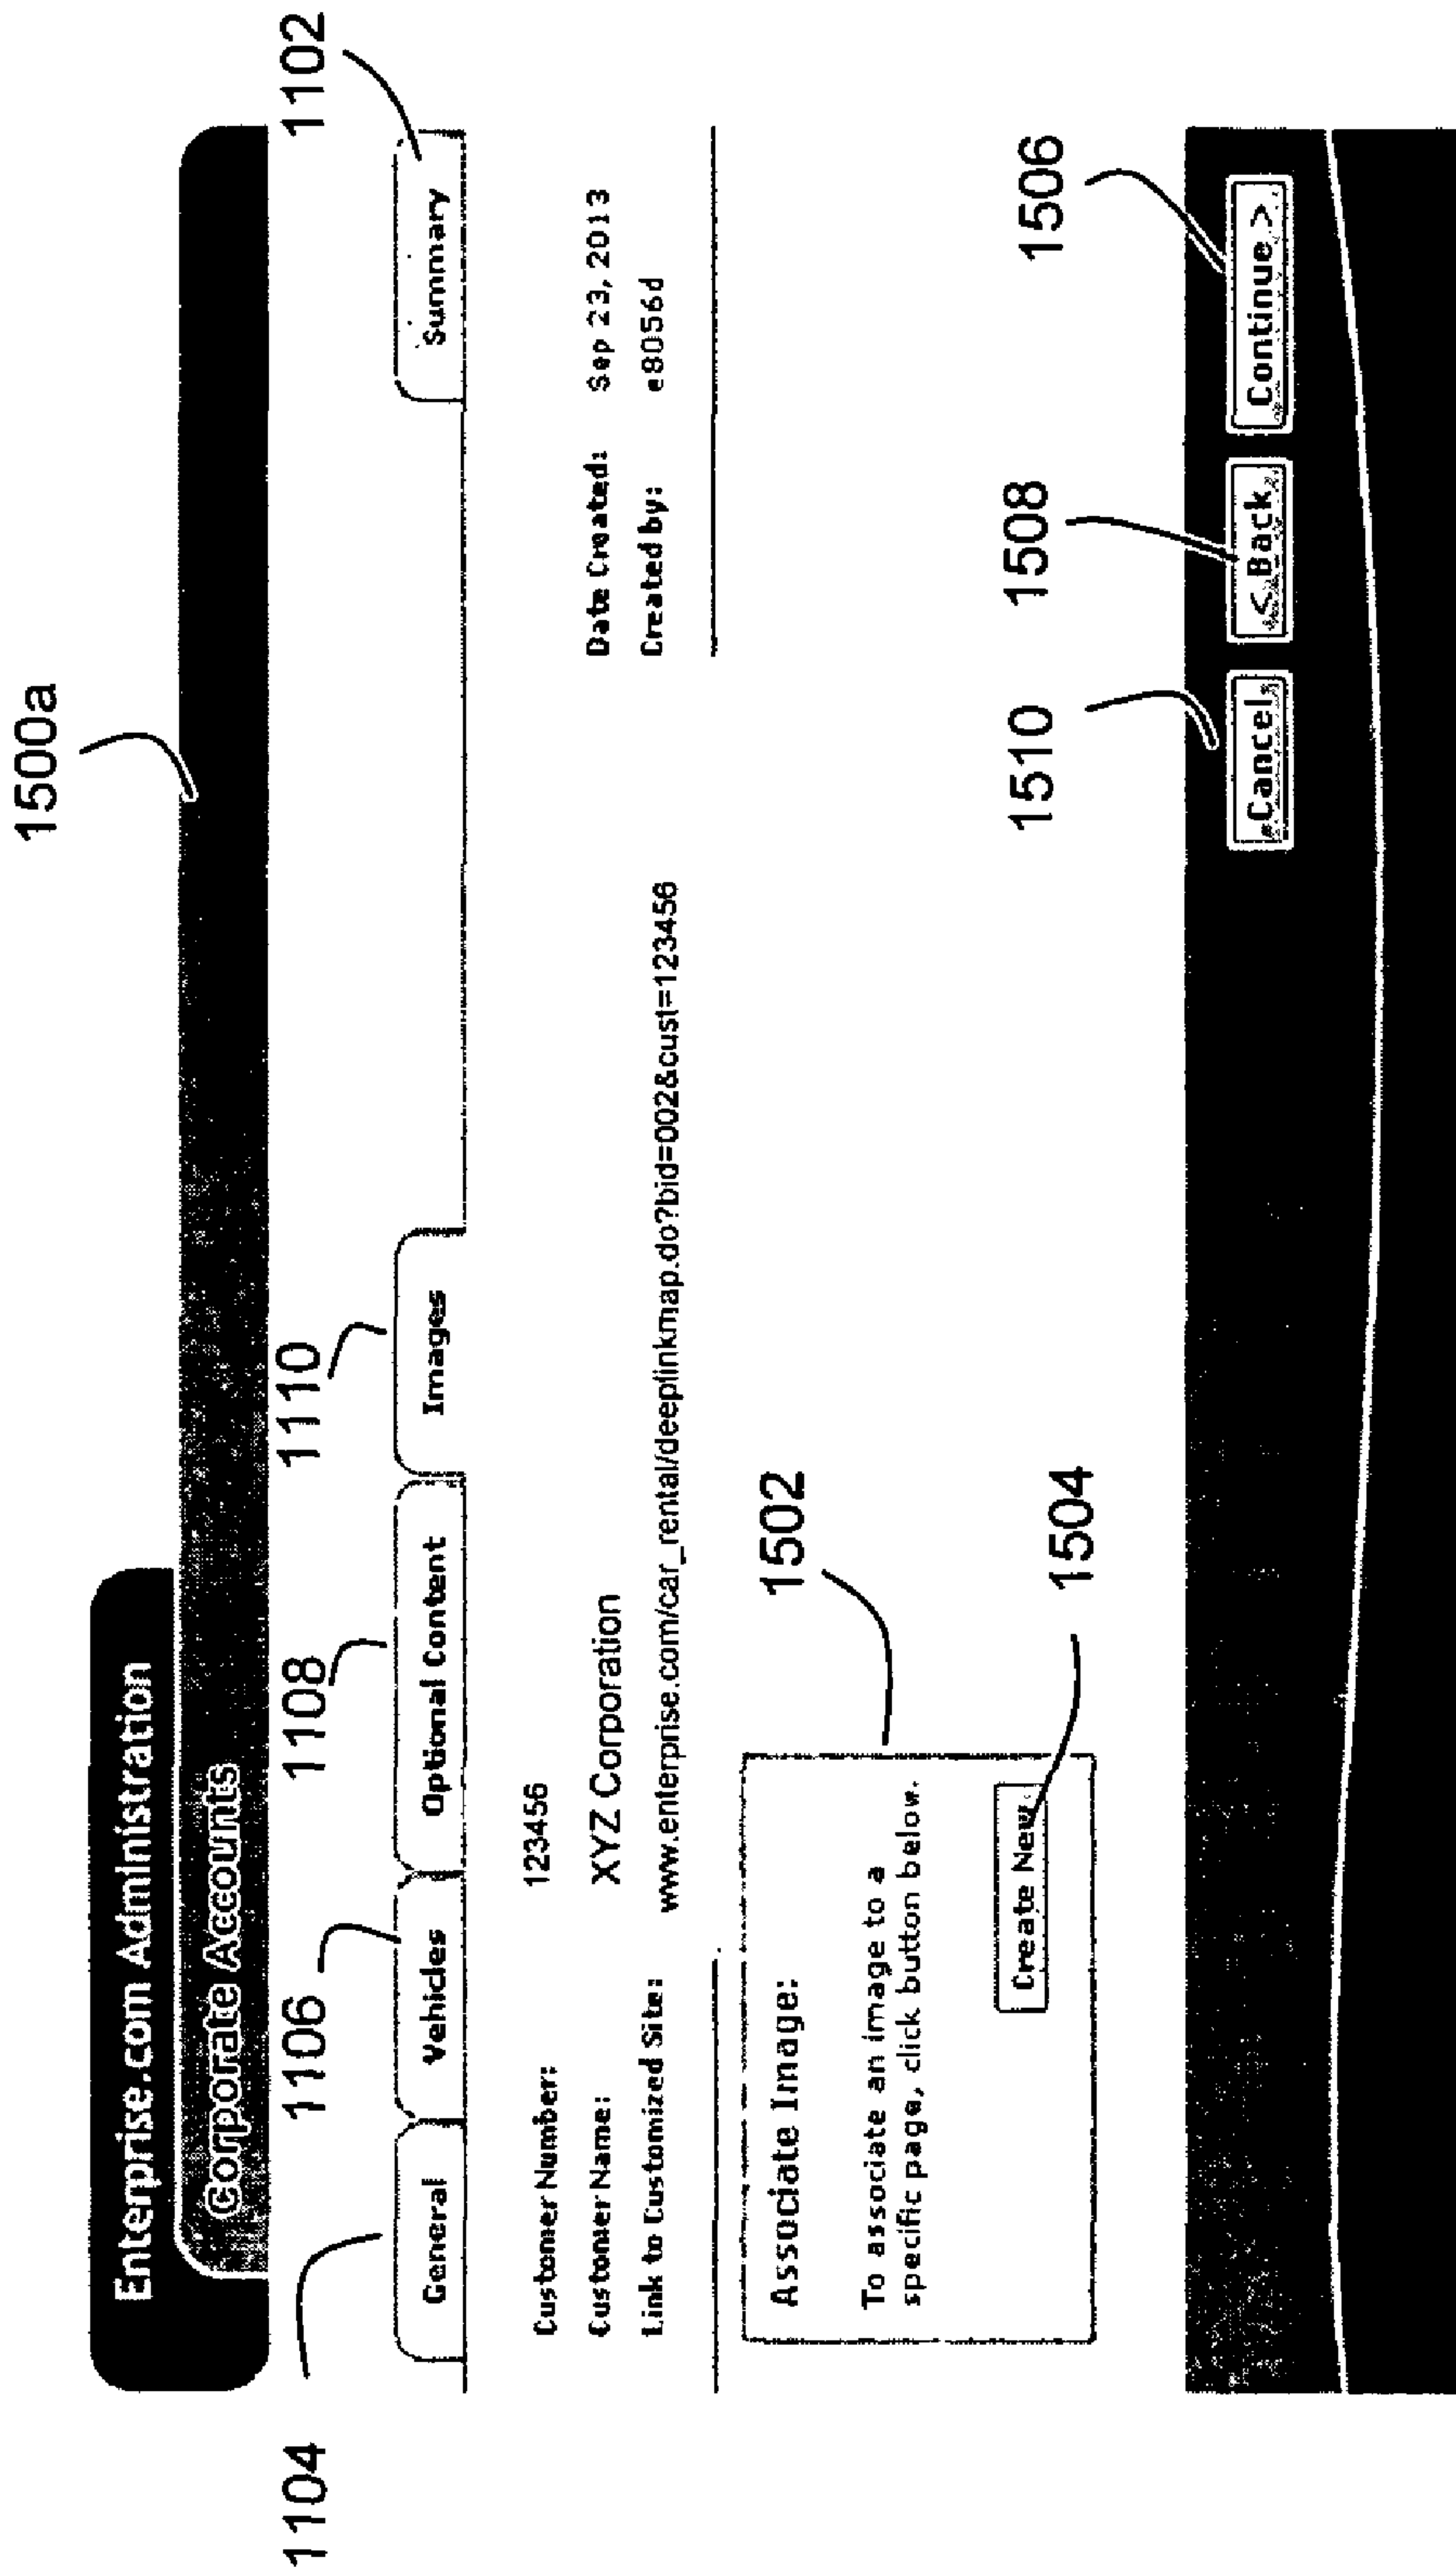 1500a
Enterprise.com Administration
Corporate Accounts
1104
1106
1108
1110
1102
General
Vehicles
Optional Content
Images
Summary
Customer Number: 123456
Customer Name: XYZ Corporation
Date Created: Sep 23, 2013
Link to Customized Site: www.enterprise.com/car_rental/deeplinkmap.do?bid=002&cust=123456
Created by: e8056d
1502
Associate Image:
To associate an image to a
specific page, click button below.
Create New
1504
1510
1508
1506
Cancel
< Back
Continue >